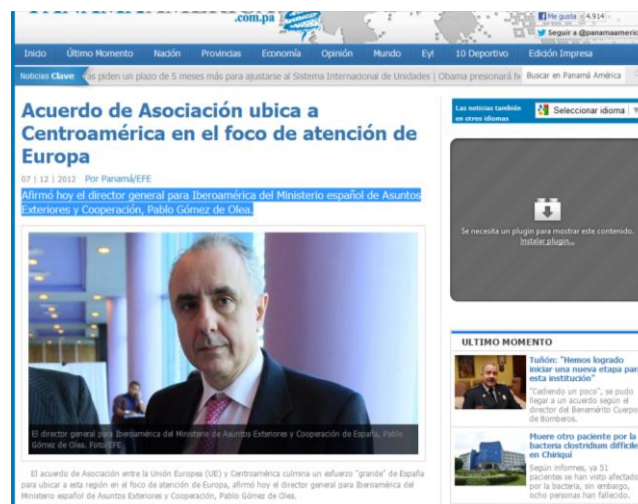 .com.pa
Me gusta 4.914
Seguir a @panamaameric
Inicio Último Momento Nación Provincias Economía Opinión Mundo Ey! 10 Deportivo Edición Impresa
Noticias Clave os piden un plazo de 5 meses más para ajustarse al Sistema Internacional de Unidades | Obama presionará Buscar en Panamá América
Acuerdo de Asociación ubica a
Centroamérica en el foco de atención de
Europa
07 | 12 | 2012 Por Panamá/EFE
Afirmó hoy el director general para Iberoamérica del Ministerio español de Asuntos
Exteriores y Cooperación, Pablo Gómez de Olea.
El director general para Iberoamérica del Ministerio de Asuntos Exteriores y Cooperación de España, Pablo
Gómez de Olea. Foto/EFE
El acuerdo de Asociación entre la Unión Europea (UE) y Centroamérica culmina un esfuerzo "grande" de España
para ubicar a esta región en el foco de atención de Europa, afirmó hoy el director general para Iberoamérica del
Ministerio español de Asuntos Exteriores y Cooperación, Pablo Gómez de Olea.
Las noticias también
en otros idiomas
Seleccionar idioma
Se necesita un plugin para mostrar este contenido.
Instalar plugin...
ULTIMO MOMENTO
Tuñón: "Hemos logrado
iniciar una nueva etapa para
esta institución"
"Cediendo un poco", se pudo
llegar a un acuerdo según el
director del Benemérito Cuerpo
de Bomberos.
Muere otro paciente por la
bacteria clostridium difficile
en Chiriquí
Según informes, ya 51
pacientes se han visto afectados
por la bacteria, sin embargo,
ocho personas han fallecido.